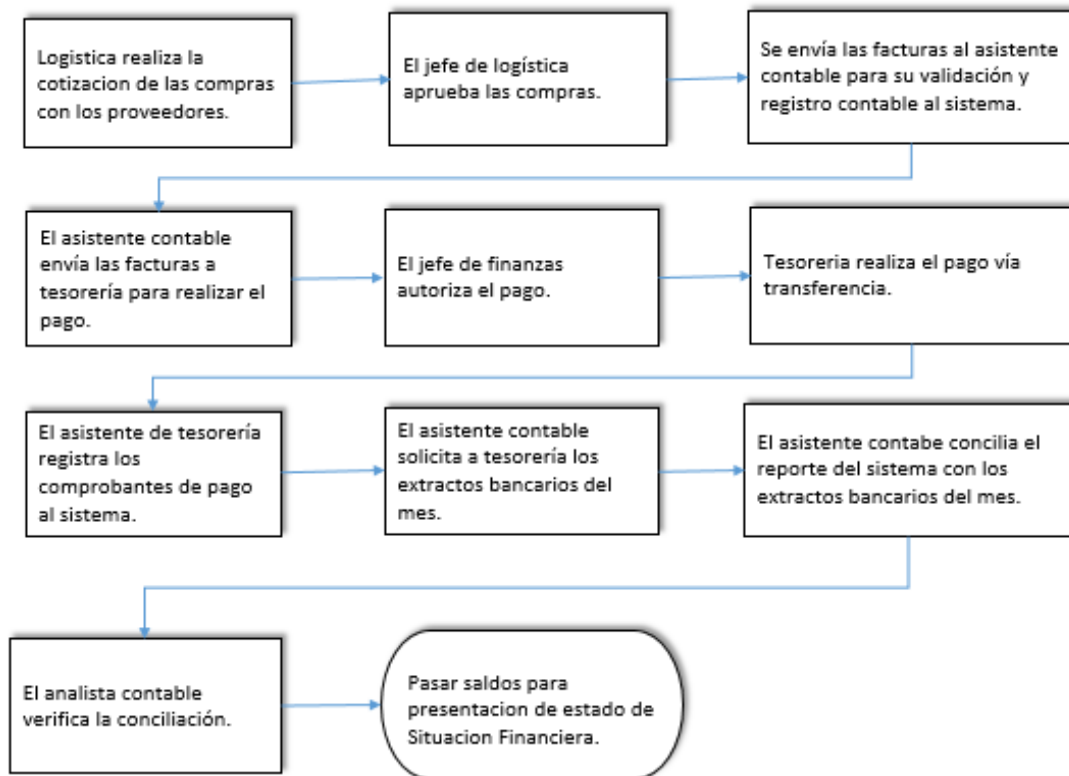 Logistica realiza la
cotizacion de las compras
con los proveedores.
El jefe de logística
aprueba las compras.
Se envía las facturas al asistente
contable para su validación y
registro contable al sistema.
El asistente contable
envía las facturas a
tesorería para realizar el
pago.
El jefe de finanzas
autoriza el pago.
Tesoreria realiza el pago vía
transferencia.
El asistente de tesorería
registra los
comprobantes de pago
al sistema.
El asistente contable
solicita a tesorería los
extractos bancarios del
mes.
El asistente contabe concilia el
reporte del sistema con los
extractos bancarios del mes.
El analista contable
verifica la conciliación.
Pasar saldos para
presentacion de estado de
Situacion Financiera.